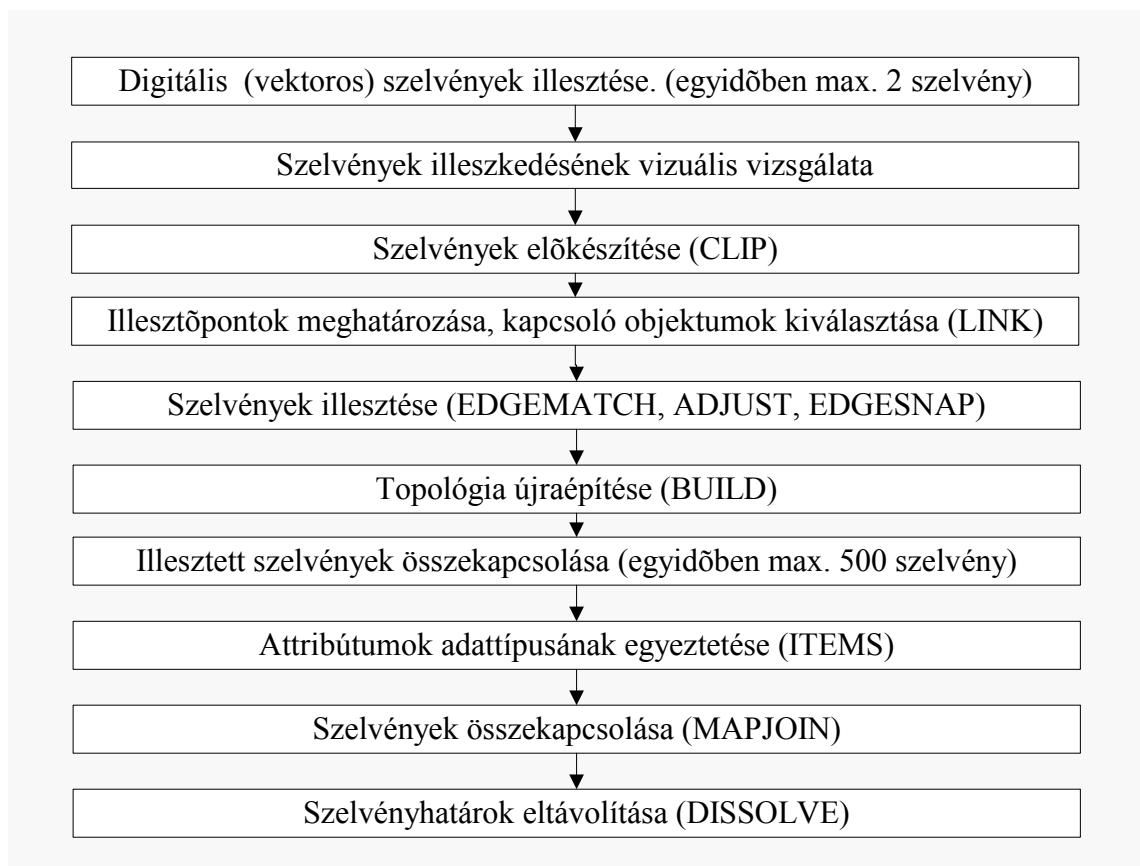 Digitális (vektoros) szelvények illesztése. (egyidõben max. 2 szelvény)
Szelvények illeszkedésének vizuális vizsgálata
Szelvények elõkészítése (CLIP)
Illesztõpontok meghatározása, kapcsoló objektumok kiválasztása (LINK)
Szelvények illesztése (EDGEMATCH, ADJUST, EDGESNAP)
Topológia újraépítése (BUILD)
Illesztett szelvények összekapcsolása (egyidõben max. 500 szelvény)
Attribútumok adattípusának egyeztetése (ITEMS)
Szelvények összekapcsolása (MAPJOIN)
Szelvényhatárok eltávolítása (DISSOLVE)